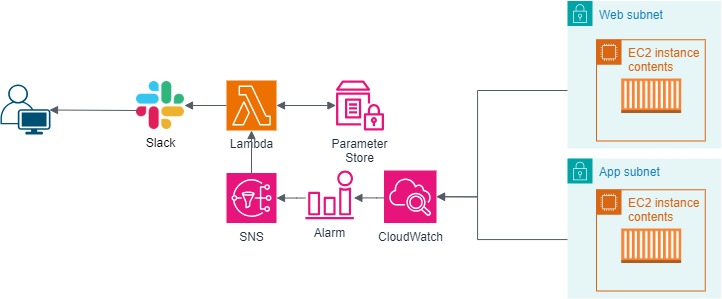 Web subnet
EC2 instance
contents
Slack
Lambda
Parameter
Store
App subnet
EC2 instance
contents
SNS
Alarm
CloudWatch